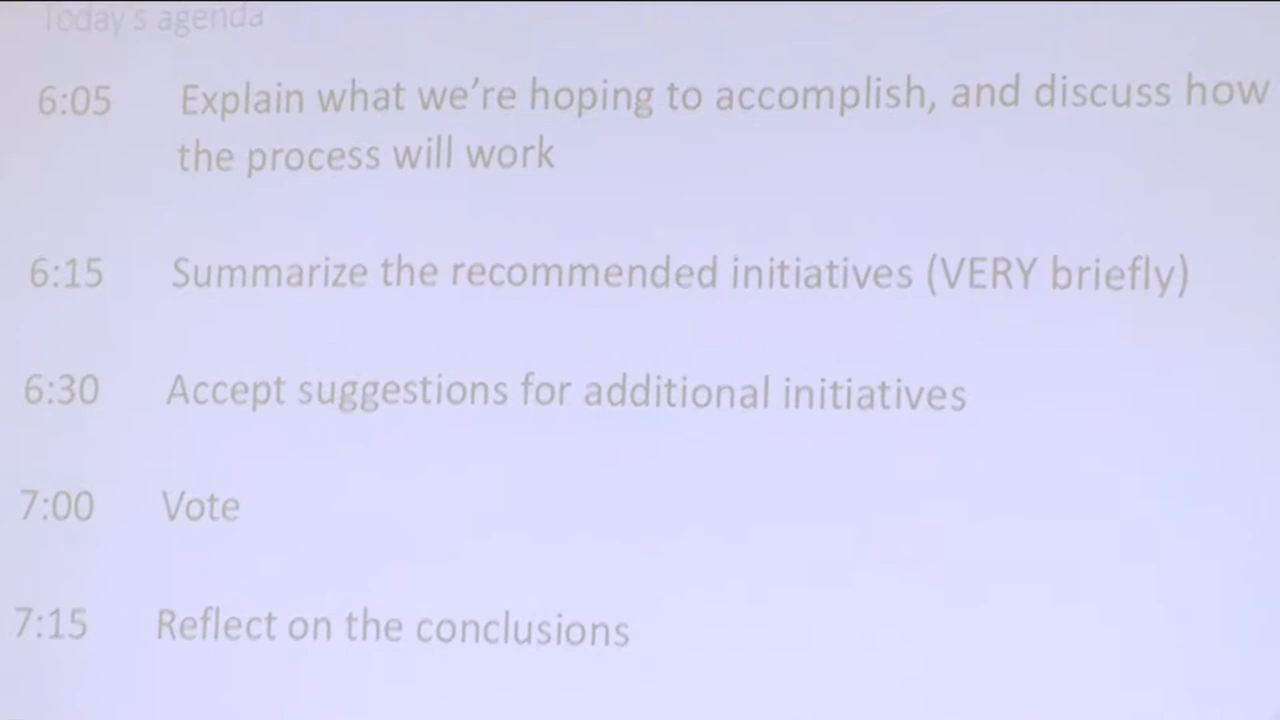 Today's agenda
6:05 Explain what we're hoping to accomplish, and discuss how
the process will work
6:15 Summarize the recommended initiatives (VERY briefly)
6:30 Accept suggestions for additional initiatives
7:00 Vote
7:15 Reflect on the conclusions